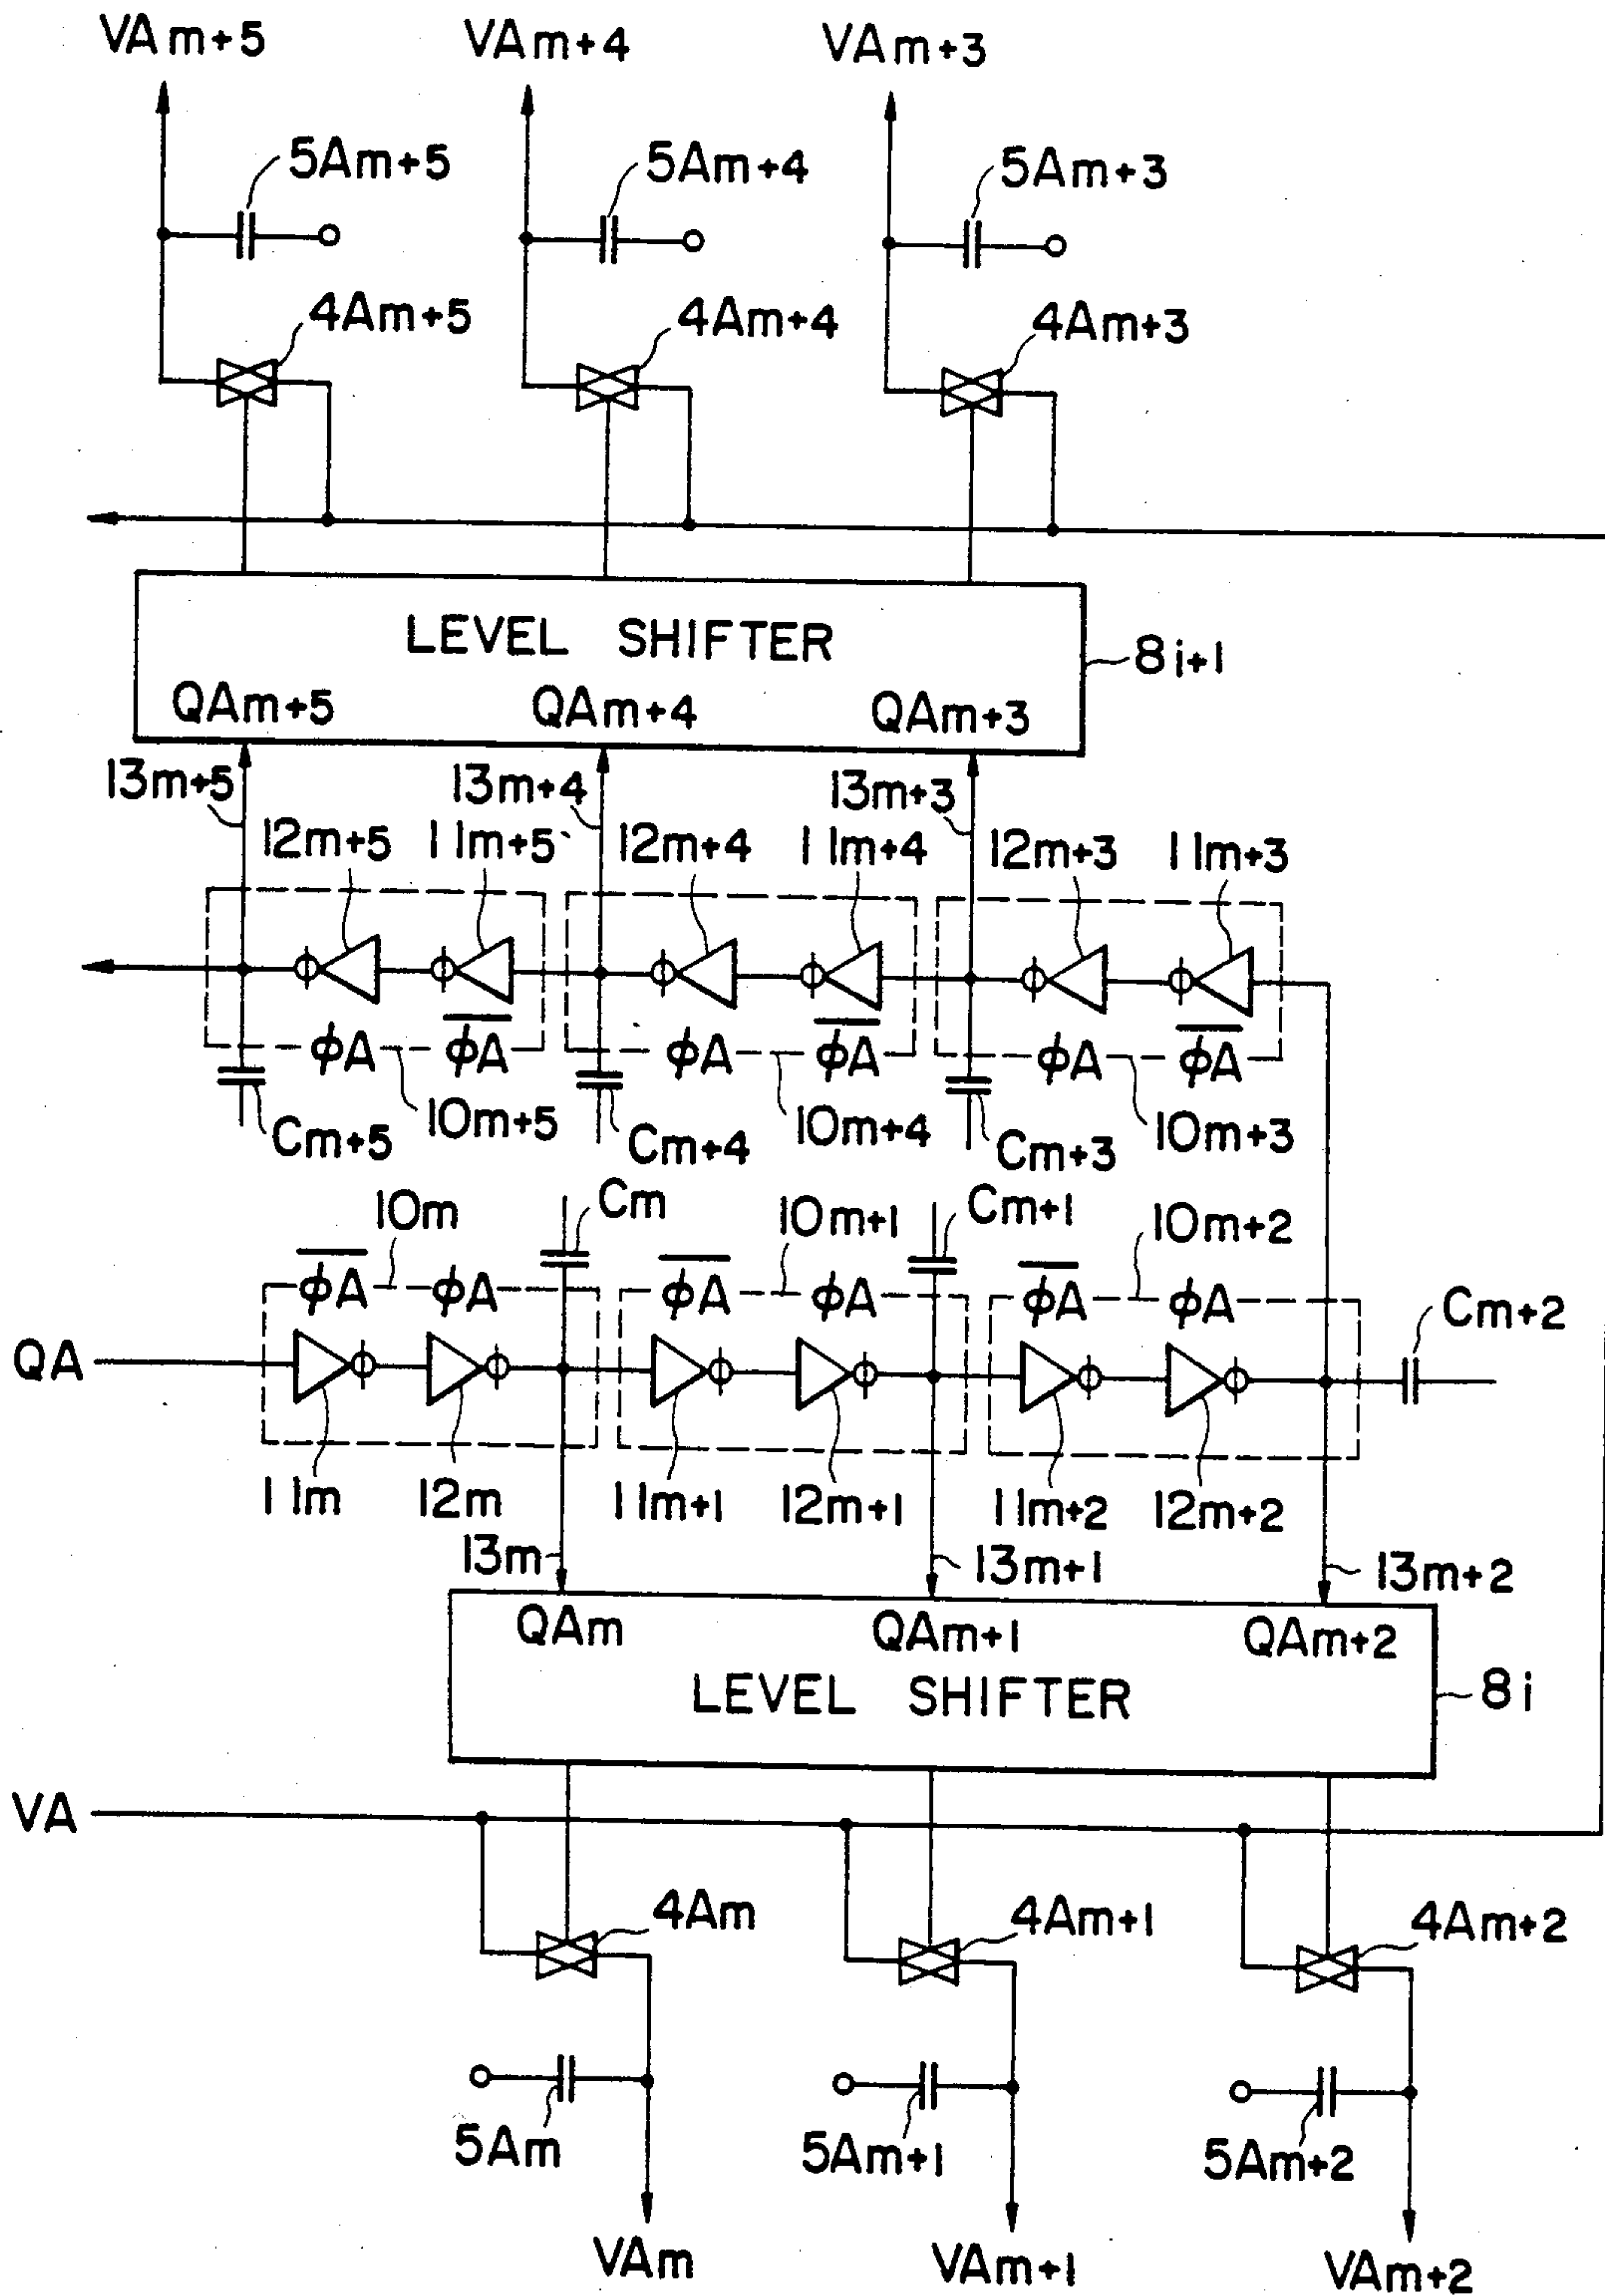 VAm+5 VAm+4 VAm+3
5Am+5 5Am+4 5Am+3
4Am+5 4Am+4 4Am+3
LEVEL SHIFTER
8i+1
QAm+5 QAm+4 QAm+3
13m+5 13m+4 13m+3
12m+5 11m+5 12m+4 11m+4 12m+3 11m+3
ϕA ϕ̅A̅ ϕA ϕ̅A̅ ϕA ϕ̅A̅
Cm+5 10m+5 Cm+4 10m+4 Cm+3 10m+3
10m Cm 10m+1 Cm+1 10m+2
ϕ̅A̅ ϕA ϕ̅A̅ ϕA ϕ̅A̅ ϕA
Cm+2
QA
11m 12m 11m+1 12m+1 11m+2 12m+2
13m 13m+1 13m+2
QAm QAm+1 QAm+2
LEVEL SHIFTER
8i
VA
4Am 4Am+1 4Am+2
5Am 5Am+1 5Am+2
VAm VAm+1 VAm+2